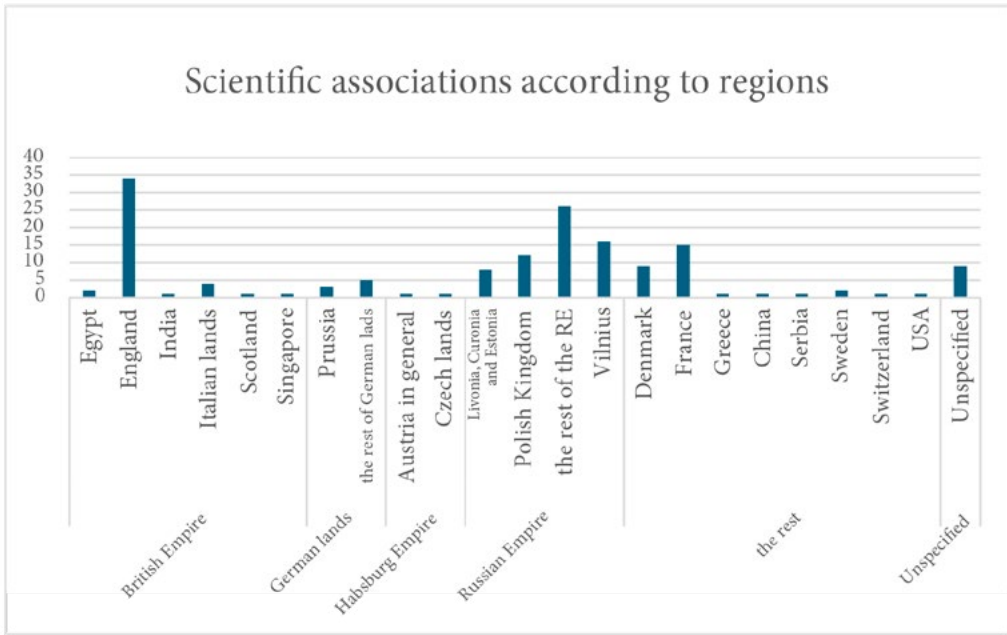 Scientific associations according to regions
40
35
30
25
20
15
10
5
0
Egypt
England
India
Italian lands
Scotland
Singapore
Prussia
the rest of German lads
Austria in general
Czech lands
Livonia, Curonia
and Estonia
Polish Kingdom
the rest of the RE
Vilnius
Denmark
France
Greece
China
Serbia
Sweden
Switzerland
USA
Unspecified
British Empire
German lands
Habsburg Empire
Russian Empire
the rest
Unspecified